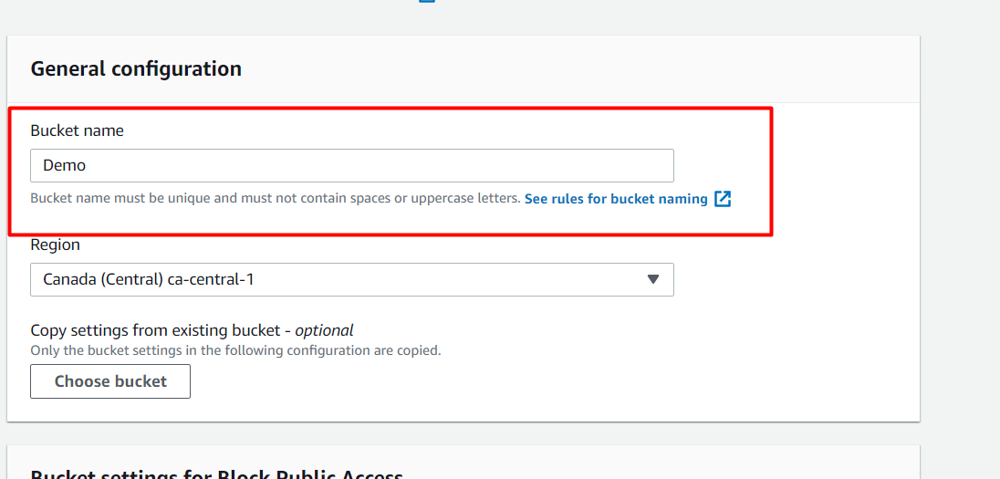 General configuration
Bucket name
Demo
Bucket name must be unique and must not contain spaces or uppercase letters. See rules for bucket naming
Region
Canada (Central) ca-central-1
Copy settings from existing bucket - optional
Only the bucket settings in the following configuration are copied.
Choose bucket
Bucket settings for Block Public Access